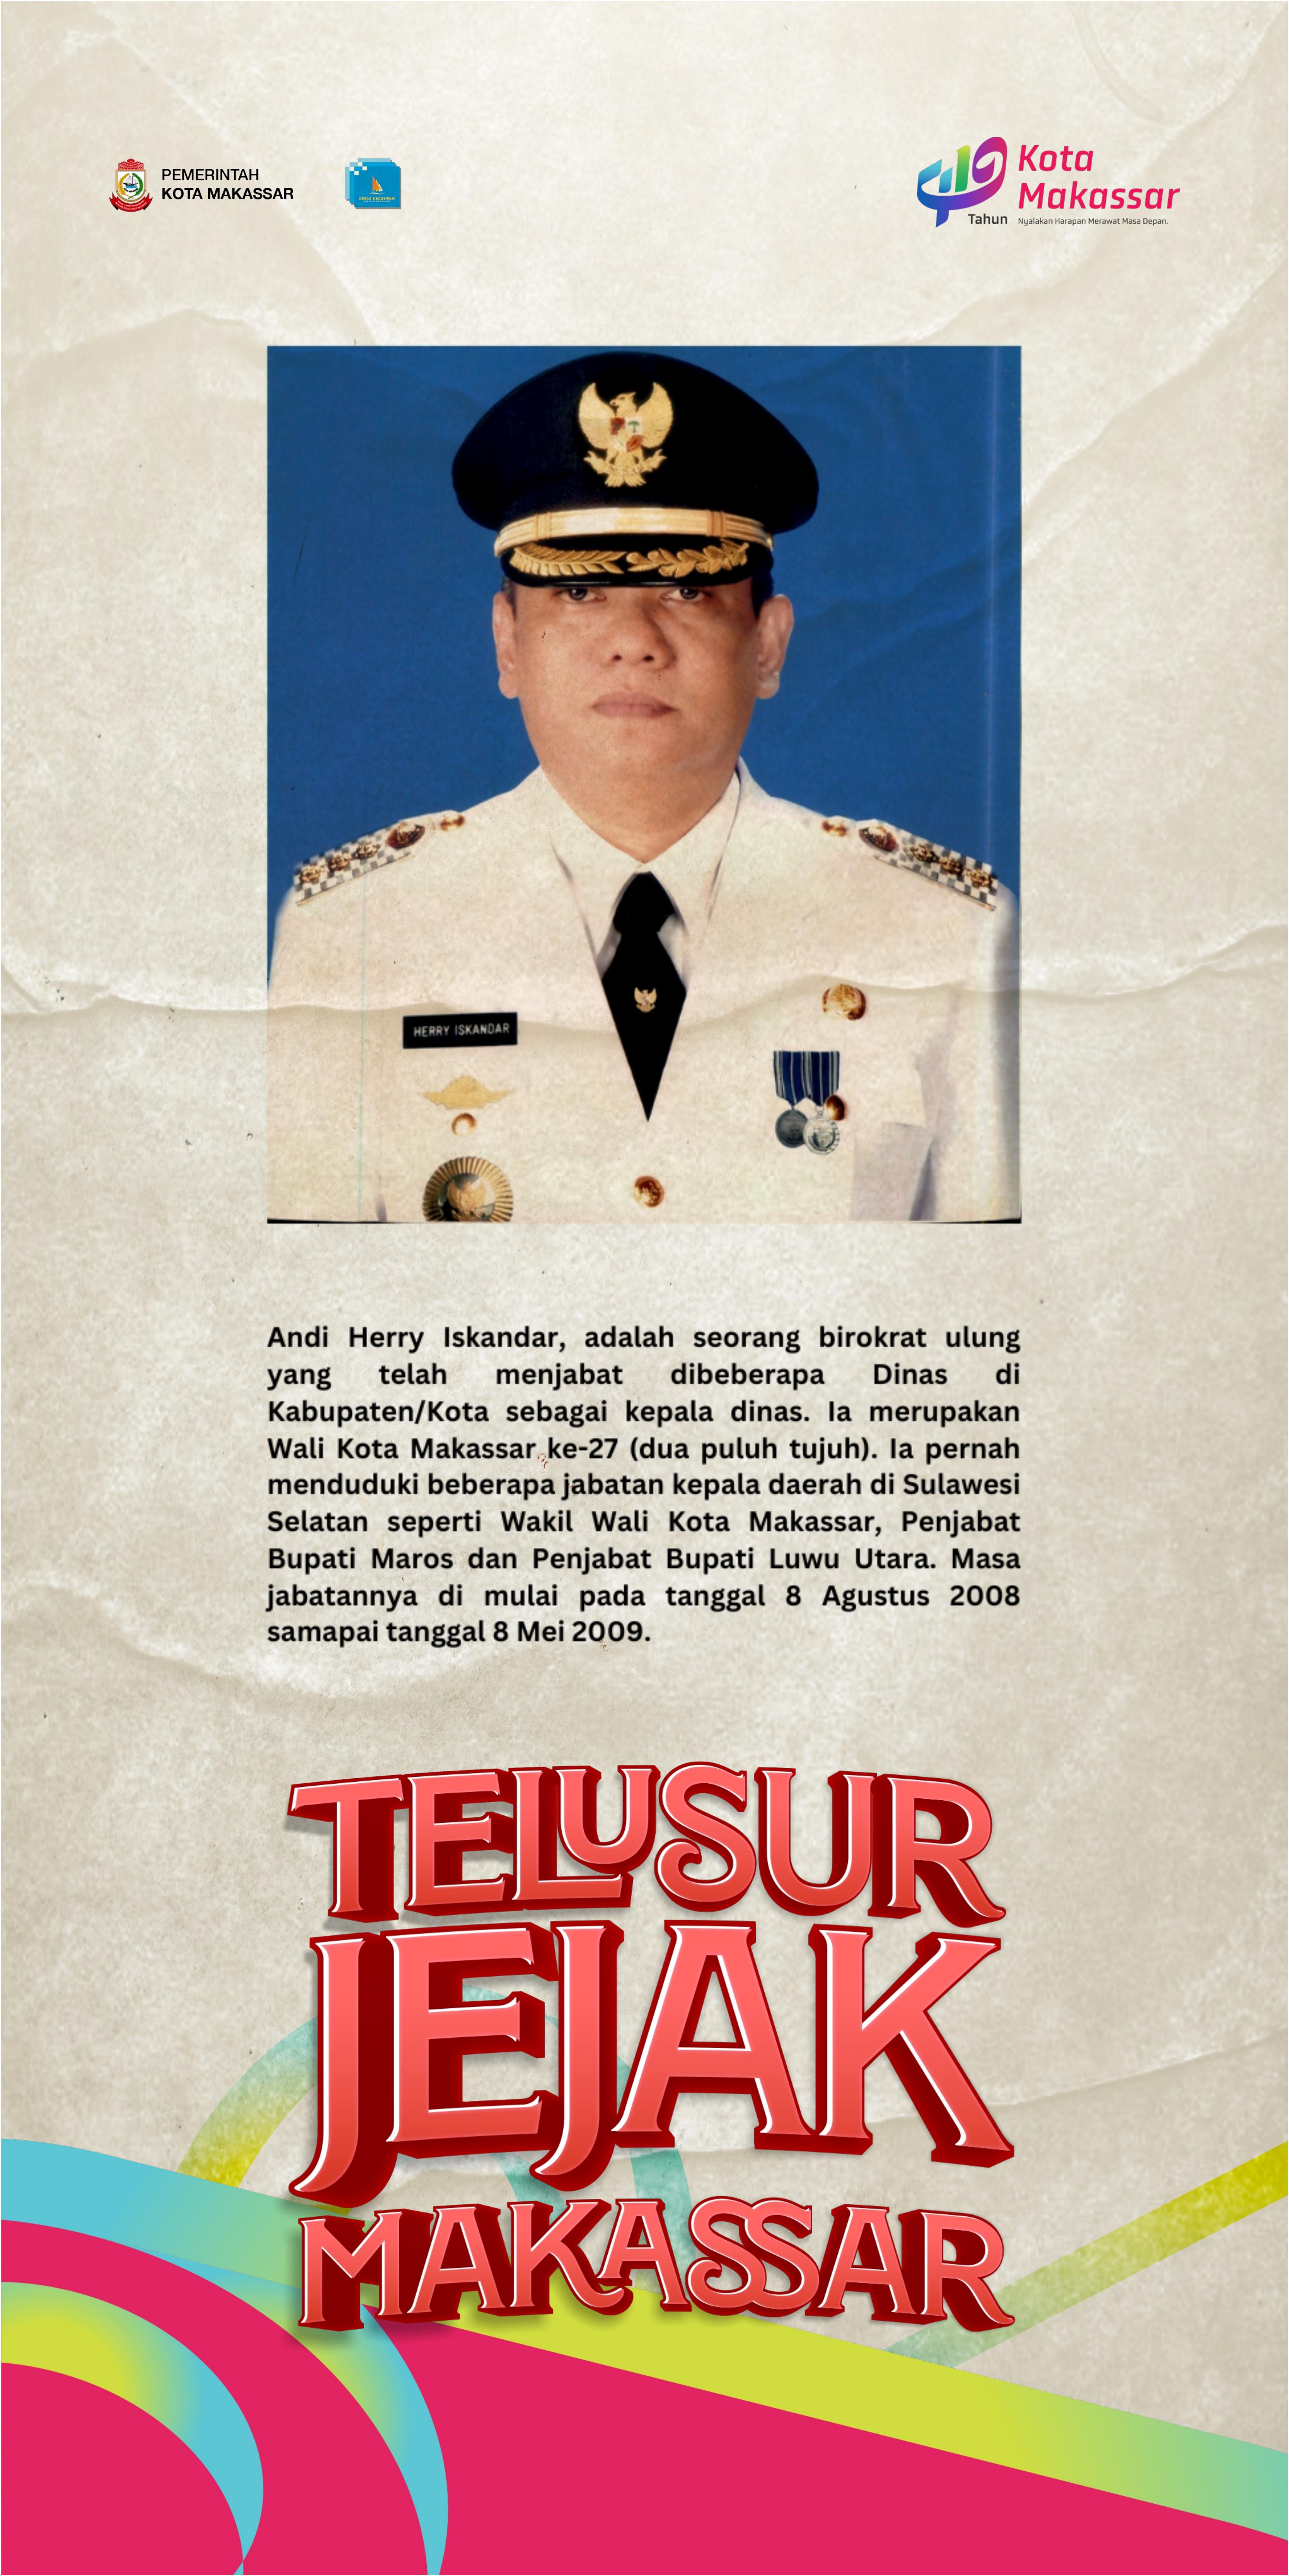 PEMERINTAH
KOTA MAKASSAR
Kota
Makassar
Tahun Nyalakan Harapan Merawat Masa Depan.
HERRY ISKANDAR
Andi Herry Iskandar, adalah seorang birokrat ulung
yang telah menjabat dibeberapa Dinas di
Kabupaten/Kota sebagai kepala dinas. Ia merupakan
Wali Kota Makassar ke-27 (dua puluh tujuh). Ia pernah
menduduki beberapa jabatan kepala daerah di Sulawesi
Selatan seperti Wakil Wali Kota Makassar, Penjabat
Bupati Maros dan Penjabat Bupati Luwu Utara. Masa
jabatannya di mulai pada tanggal 8 Agustus 2008
samapai tanggal 8 Mei 2009.
TELUSUR
JEJAK
MAKASSAR